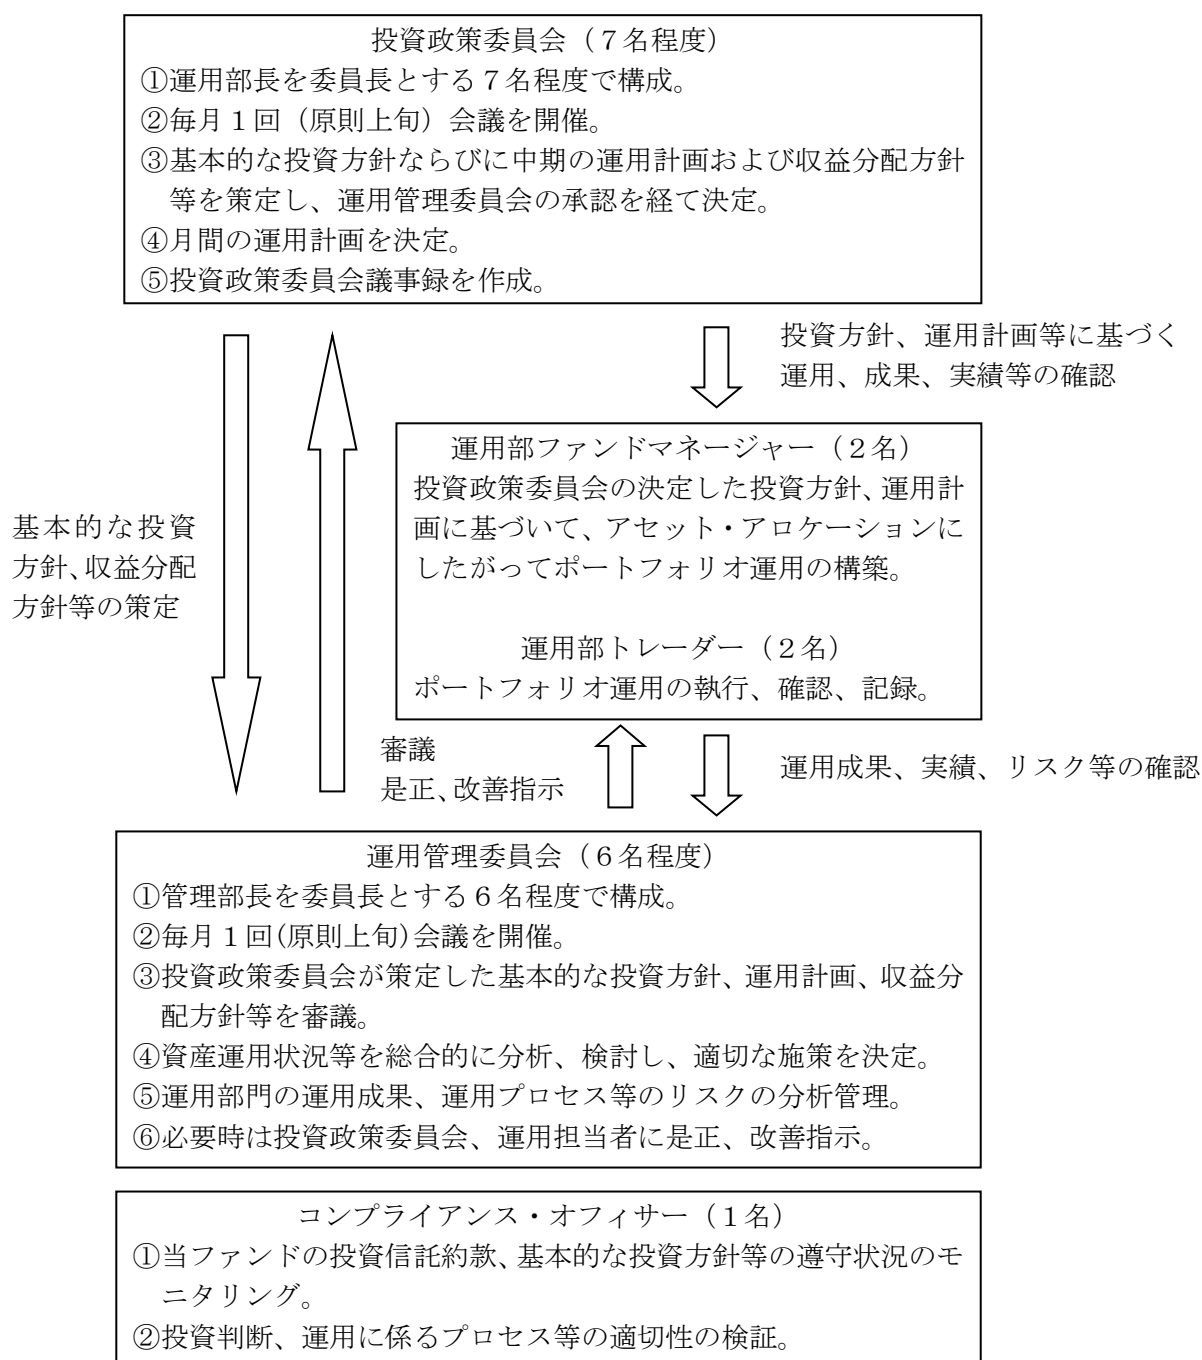 投資政策委員会（７名程度）
①運用部長を委員長とする７名程度で構成。
②毎月１回（原則上旬）会議を開催。
③基本的な投資方針ならびに中期の運用計画および収益分配方針
等を策定し、運用管理委員会の承認を経て決定。
④月間の運用計画を決定。
⑤投資政策委員会議事録を作成。
投資方針、運用計画等に基づく
運用、成果、実績等の確認
運用部ファンドマネージャー（２名）
投資政策委員会の決定した投資方針、運用計
画に基づいて、アセット・アロケーションに
したがってポートフォリオ運用の構築。
運用部トレーダー（２名）
ポートフォリオ運用の執行、確認、記録。
基本的な投資
方針、収益分配
方針等の策定
審議
是正、改善指示
運用成果、実績、リスク等の確認
運用管理委員会（６名程度）
①管理部長を委員長とする６名程度で構成。
②毎月１回(原則上旬)会議を開催。
③投資政策委員会が策定した基本的な投資方針、運用計画、収益分
配方針等を審議。
④資産運用状況等を総合的に分析、検討し、適切な施策を決定。
⑤運用部門の運用成果、運用プロセス等のリスクの分析管理。
⑥必要時は投資政策委員会、運用担当者に是正、改善指示。
コンプライアンス・オフィサー（１名）
①当ファンドの投資信託約款、基本的な投資方針等の遵守状況のモ
ニタリング。
②投資判断、運用に係るプロセス等の適切性の検証。